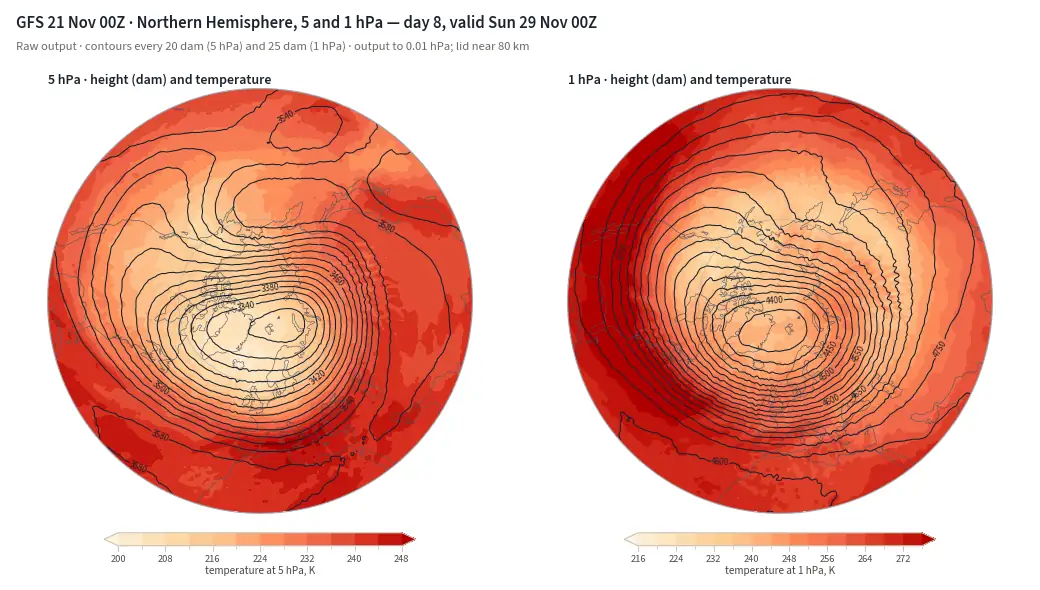 GFS 21 Nov 00Z · Northern Hemisphere, 5 and 1 hPa — day 8, valid Sun 29 Nov 00Z
Raw output · contours every 20 dam (5 hPa) and 25 dam (1 hPa) · output to 0.01 hPa; lid near 80 km
5 hPa · height (dam) and temperature
1 hPa · height (dam) and temperature
3540
3580
3460
3380
3340
3420
3500
3580
4400
4450
4600
4750
4800
200 208 216 224 232 240 248
temperature at 5 hPa, K
216 224 232 240 248 256 264 272
temperature at 1 hPa, K